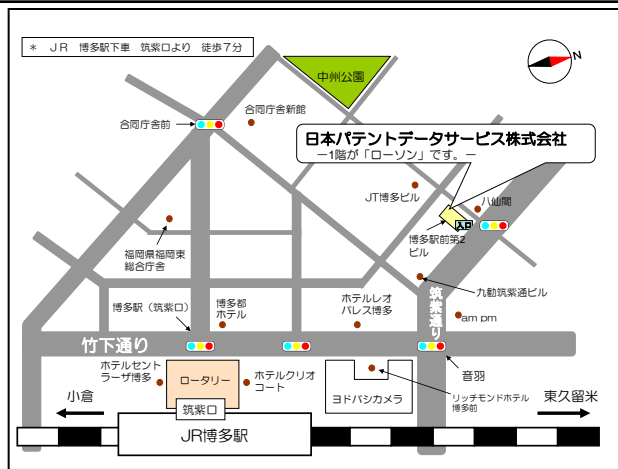 ＊　ＪＲ　博多駅下車　筑紫口より　徒歩７分
N
中州公園
合同庁舎新館
合同庁舎前
日本パテントデータサービス株式会社
－1階が「ローソン」です。－
JT博多ビル
八仙閣
入口
博多駅前第2
ビル
福岡県福岡東
総合庁舎
九勧筑紫通ビル
筑紫通り
博多駅（筑紫口）
博多都
ホテル
ホテルレオ
パレス博多
am pm
竹下通り
ホテルセント
ラーザ博多
ロータリー
ホテルクリオ
コート
ヨドバシカメラ
音羽
リッチモンドホテル
博多前
小倉
東久留米
筑紫口
JR博多駅